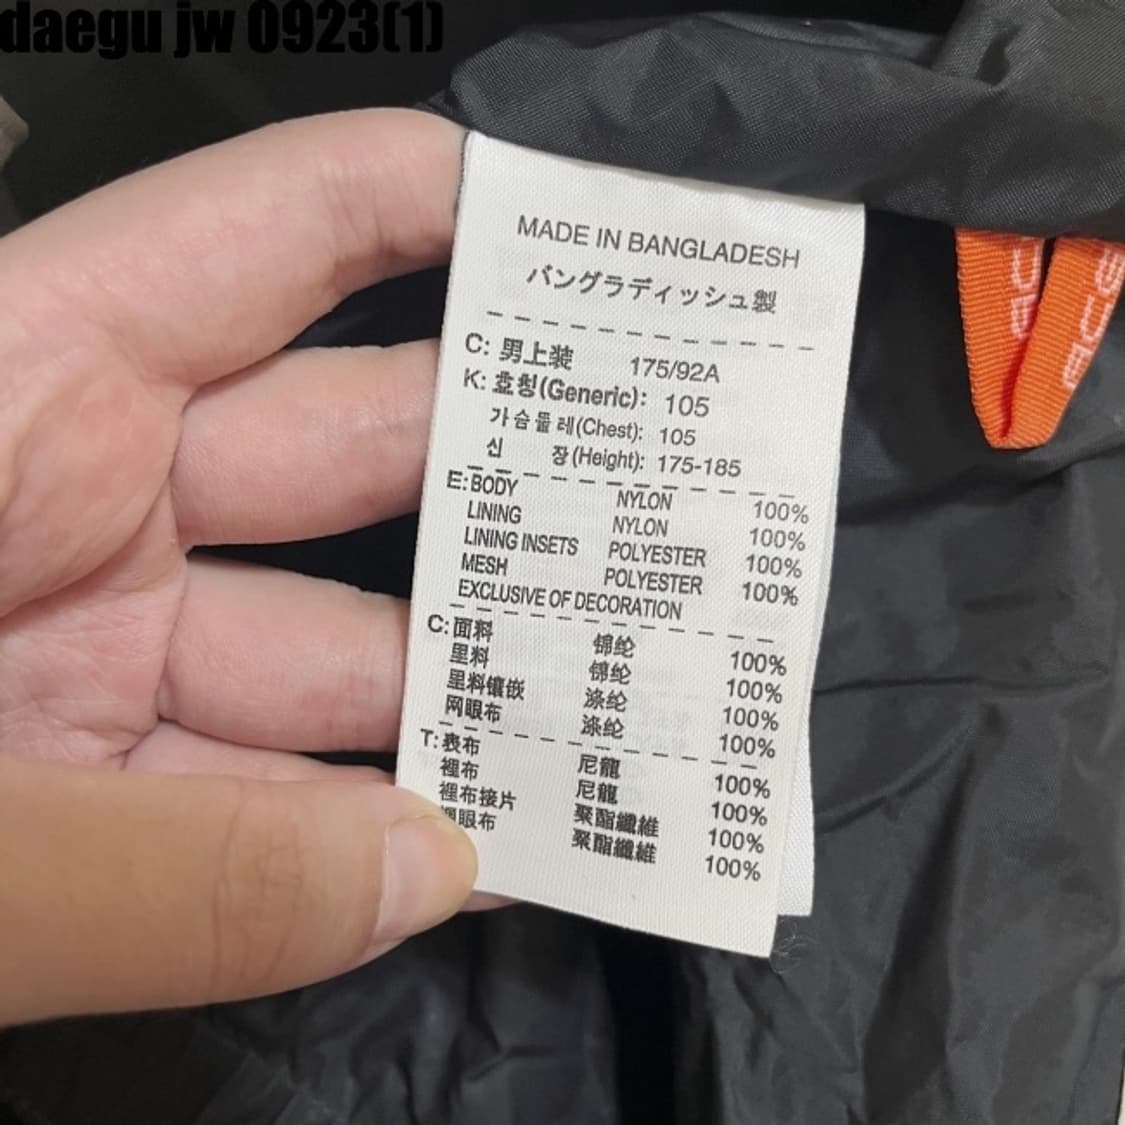 daegu jw 0923(1)
MADE IN BANGLADESH
バングラディッシュ製
C: 男上装 175/92A
K: 호칭(Generic): 105
가슴둘레(Chest): 105
신 장(Height): 175-185
E: BODY NYLON 100%
LINING NYLON 100%
LINING INSETS POLYESTER 100%
MESH POLYESTER 100%
EXCLUSIVE OF DECORATION
C: 面料 锦纶 100%
里料 锦纶 100%
里料镶嵌 涤纶 100%
网眼布 涤纶 100%
T: 表布 尼龍 100%
裡布 尼龍 100%
裡布接片 聚酯纖維 100%
眼布 聚酯纖維 100%